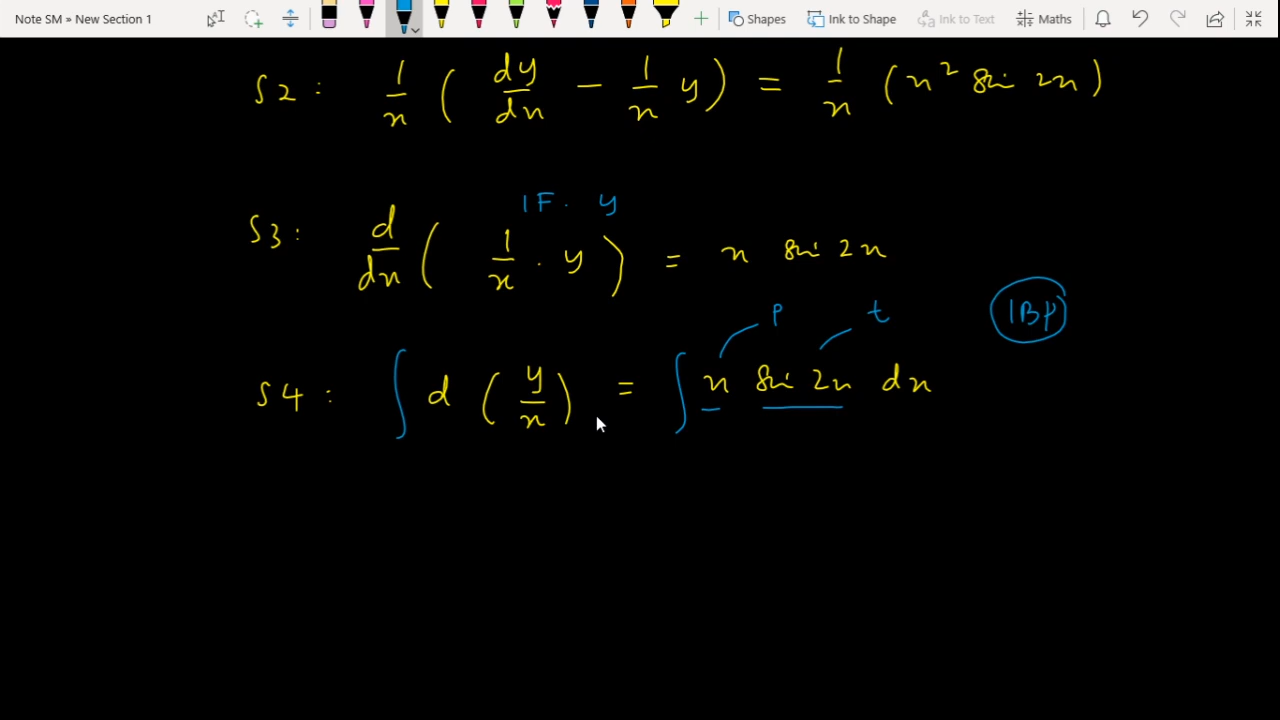 Note SM » New Section 1 Shapes Ink to Shape Ink to Text Maths
S2 : 1/x ( dy/dx − 1/x y ) = 1/x ( x² sin 2x )
IF. y
S3 : d/dx ( 1/x . y ) = x sin 2x
P t IBP
S4 : ∫ d ( y/x ) = ∫ x sin 2x dx